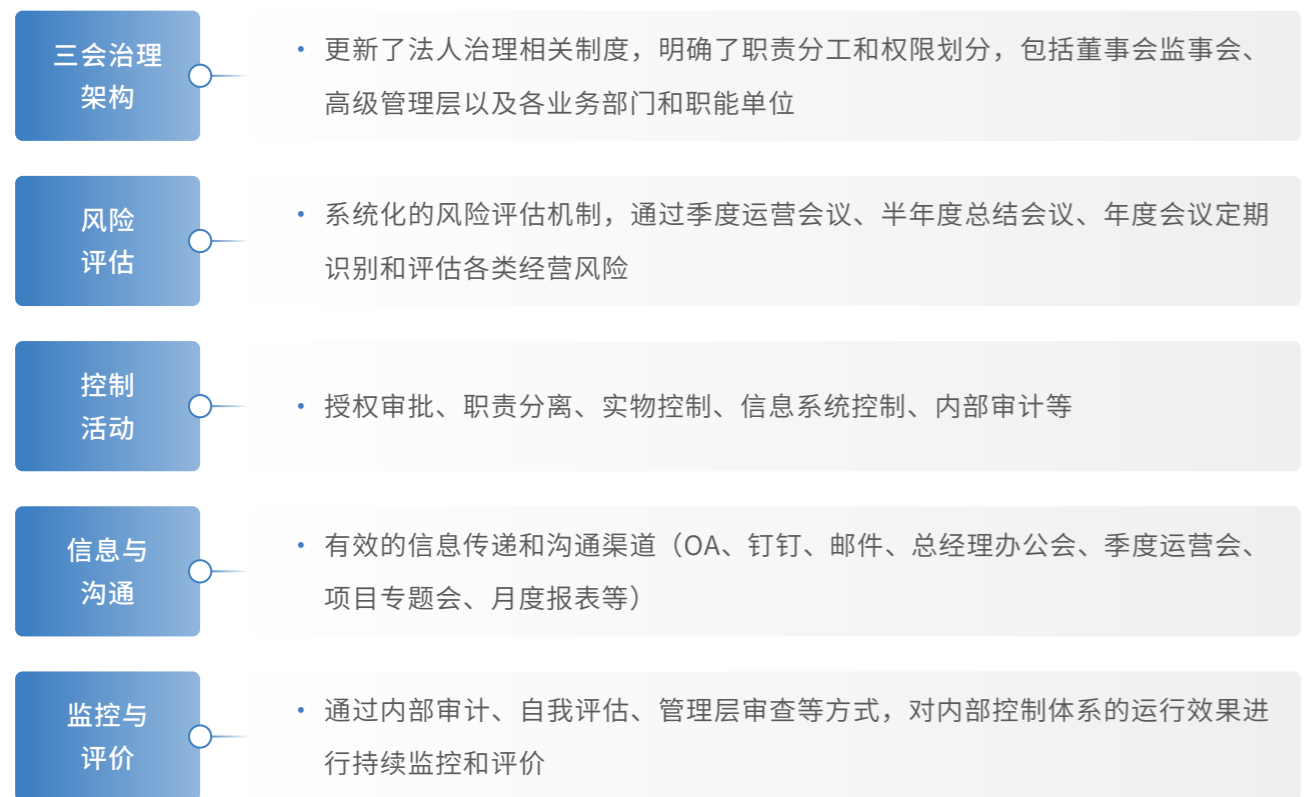 三会治理
架构
• 更新了法人治理相关制度，明确了职责分工和权限划分，包括董事会监事会、
高级管理层以及各业务部门和职能单位
风险
评估
• 系统化的风险评估机制，通过季度运营会议、半年度总结会议、年度会议定期
识别和评估各类经营风险
控制
活动
• 授权审批、职责分离、实物控制、信息系统控制、内部审计等
信息与
沟通
• 有效的信息传递和沟通渠道（OA、钉钉、邮件、总经理办公会、季度运营会、
项目专题会、月度报表等）
监控与
评价
• 通过内部审计、自我评估、管理层审查等方式，对内部控制体系的运行效果进
行持续监控和评价